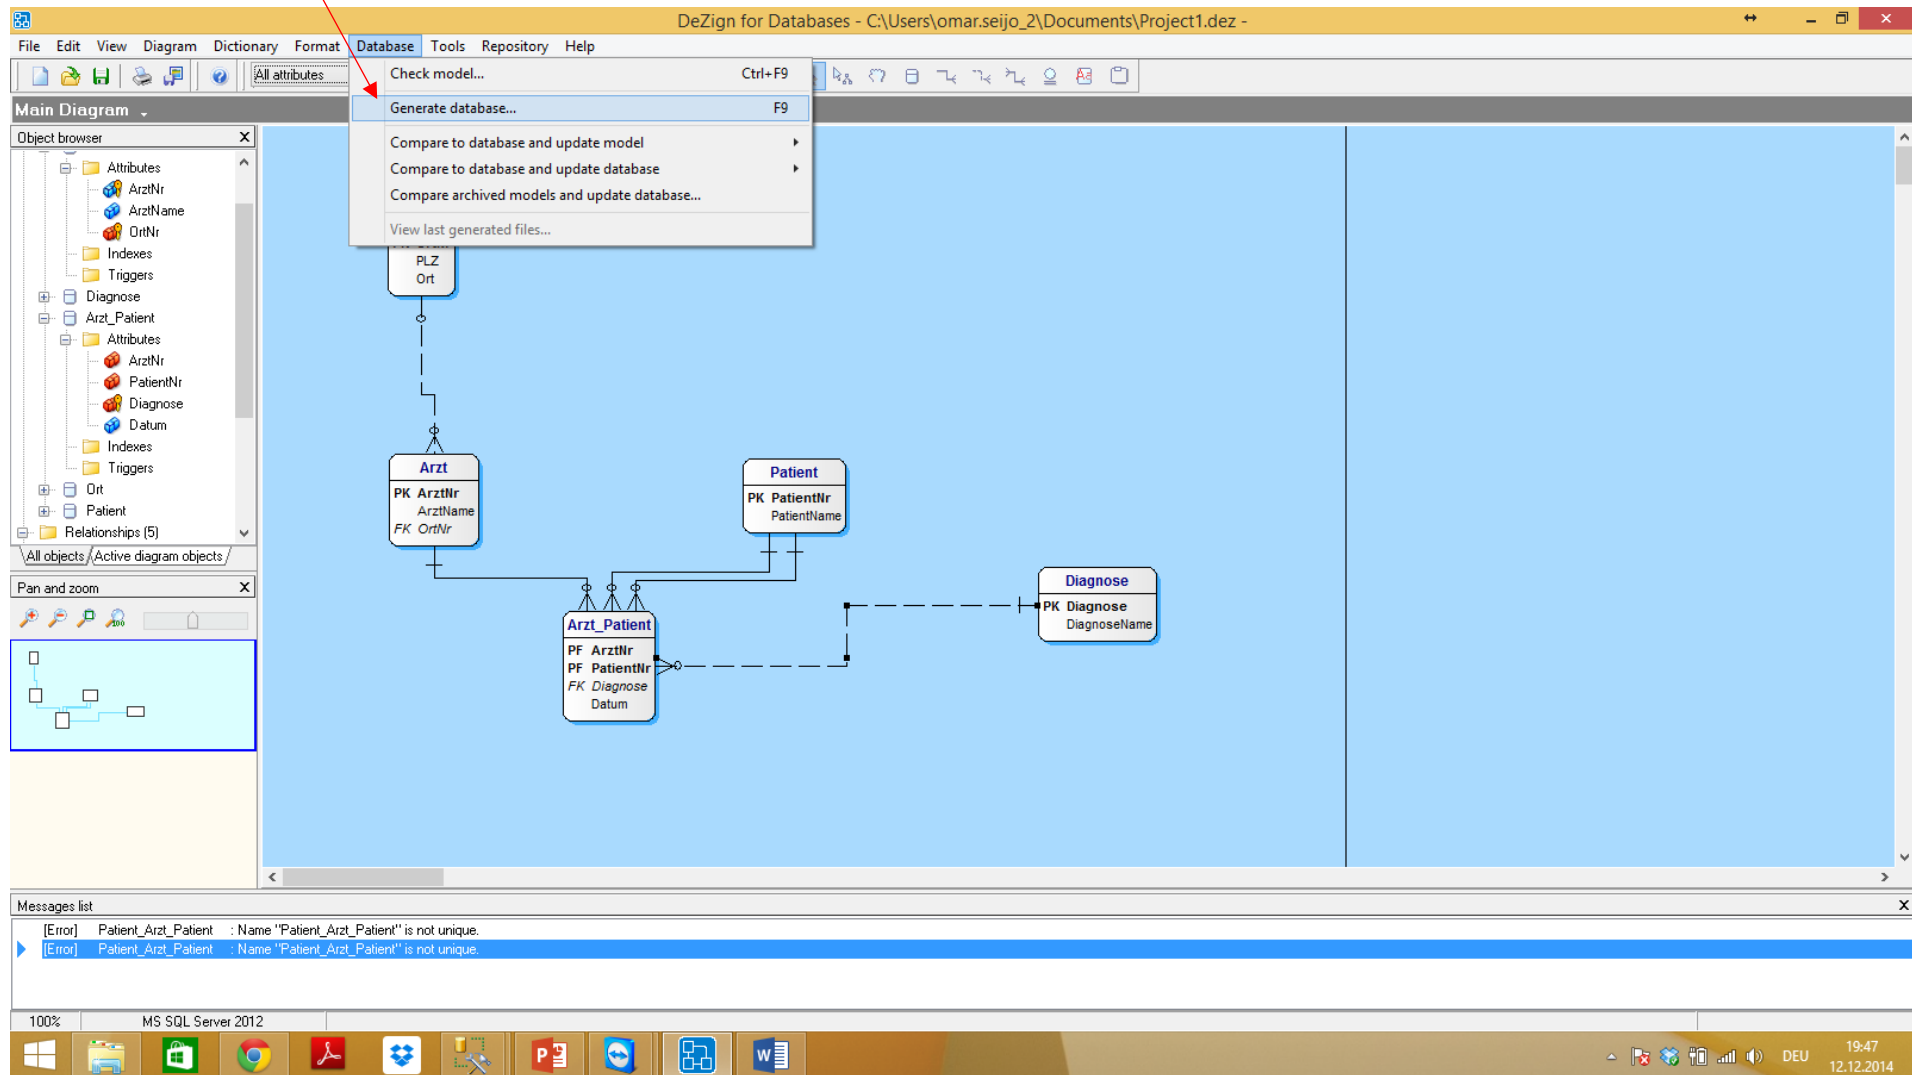 DeZign for Databases - C:\Users\omar.seijo_2\Documents\Project1.dez -
File Edit View Diagram Dictionary Format Database Tools Repository Help
All attributes
Check model... Ctrl+F9
Generate database... F9
Compare to database and update model
Compare to database and update database
Compare archived models and update database...
View last generated files...
Main Diagram
Object browser X
Attributes
ArztNr
ArztName
OrtNr
Indexes
Triggers
Diagnose
Arzt_Patient
Attributes
ArztNr
PatientNr
Diagnose
Datum
Indexes
Triggers
Ort
Patient
Relationships (5)
All objects Active diagram objects
Pan and zoom X
PLZ
Ort
Arzt
PK ArztNr
ArztName
FK OrtNr
Patient
PK PatientNr
PatientName
Diagnose
PK Diagnose
DiagnoseName
Arzt_Patient
PF ArztNr
PF PatientNr
FK Diagnose
Datum
Messages list X
[Error] Patient_Arzt_Patient : Name "Patient_Arzt_Patient" is not unique.
[Error] Patient_Arzt_Patient : Name "Patient_Arzt_Patient" is not unique.
100% MS SQL Server 2012
DEU
19:47
12.12.2014